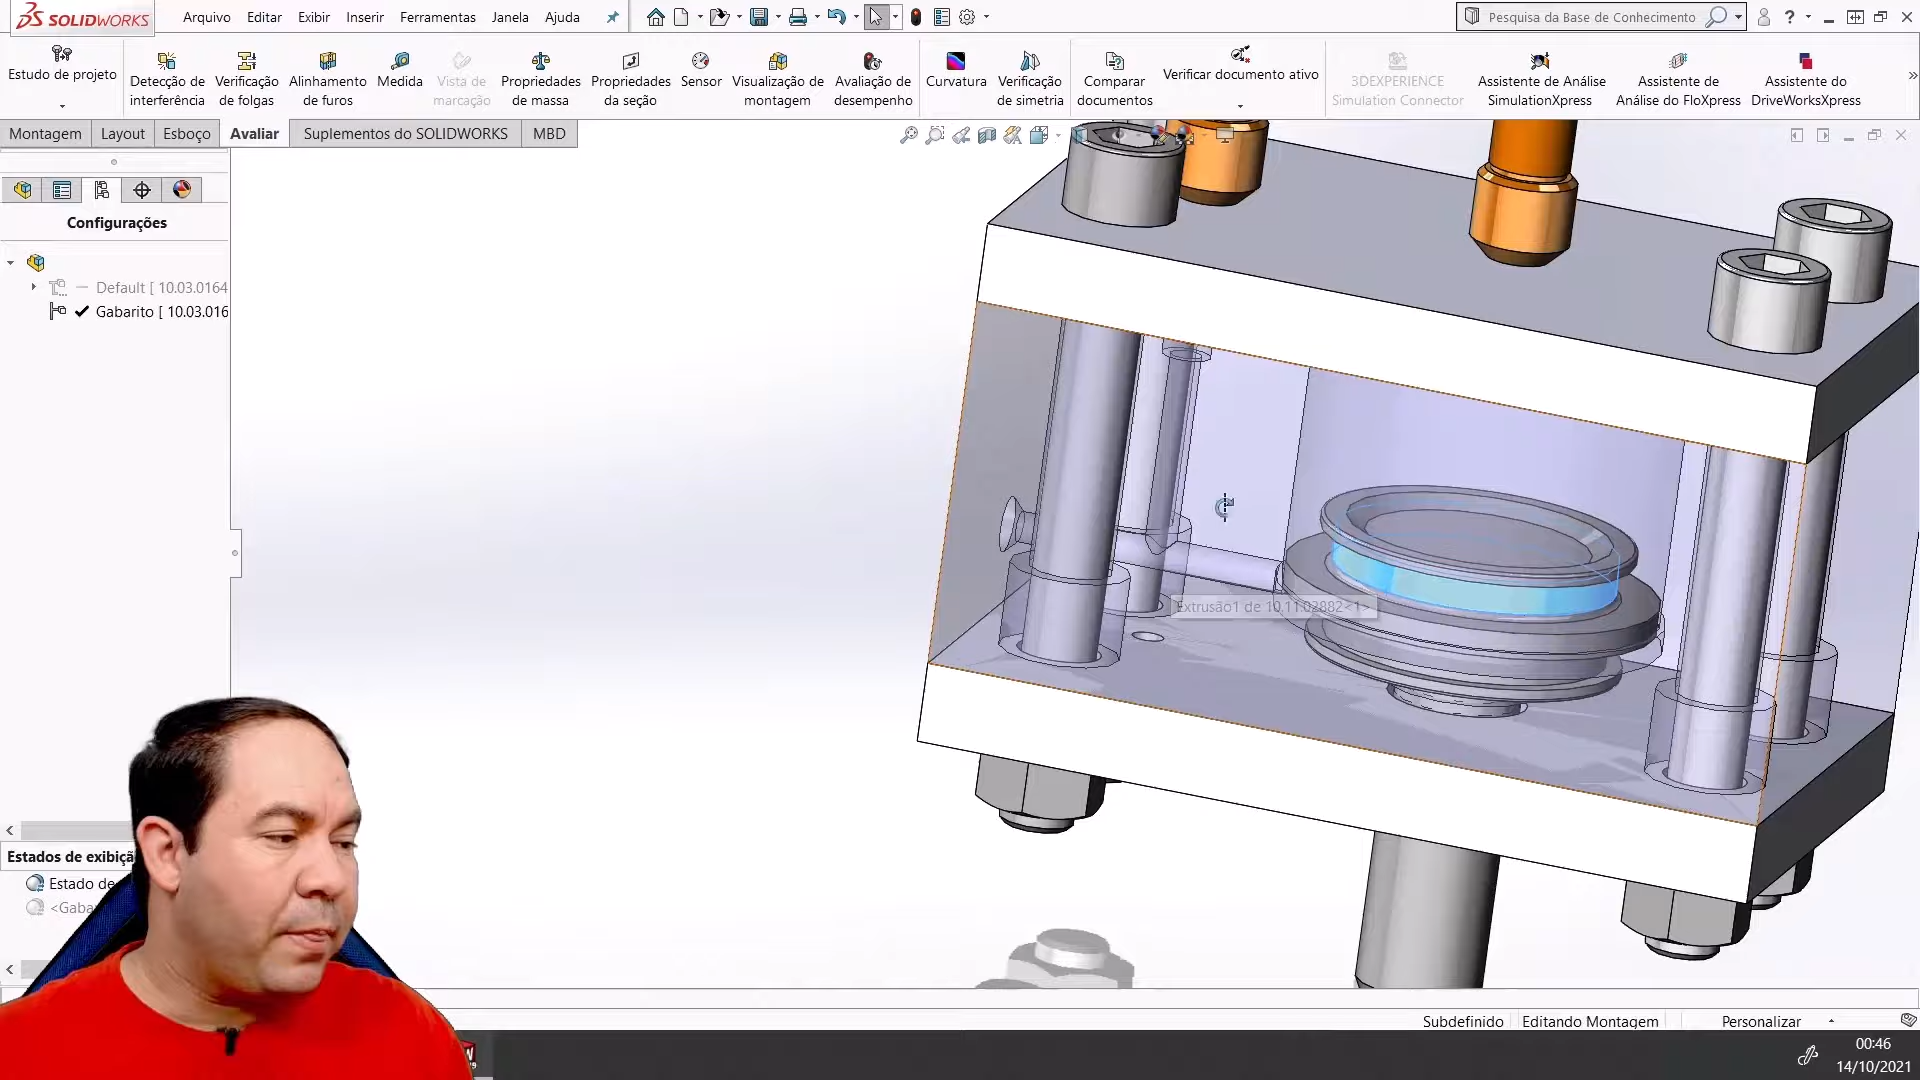 SOLIDWORKS
Arquivo Editar Exibir Inserir Ferramentas Janela Ajuda
Pesquisa da Base de Conhecimento
Estudo de projeto
Detecção de interferência
Verificação de folgas
Alinhamento de furos
Medida
Vista de marcação
Propriedades de massa
Propriedades da seção
Sensor
Visualização de montagem
Avaliação de desempenho
Curvatura
Verificação de simetria
Comparar documentos
Verificar documento ativo
3DEXPERIENCE Simulation Connector
Assistente de Análise SimulationXpress
Assistente de Análise do FloXpress
Assistente do DriveWorksXpress
Montagem Layout Esboço Avaliar Suplementos do SOLIDWORKS MBD
Configurações
Default [ 10.03.0164
Gabarito [ 10.03.016
Extrusão1 de 10.11.02882<1>
Estados de exibiçã
Estado de
<Gaba
Subdefinido Editando Montagem Personalizar
00:46
14/10/2021